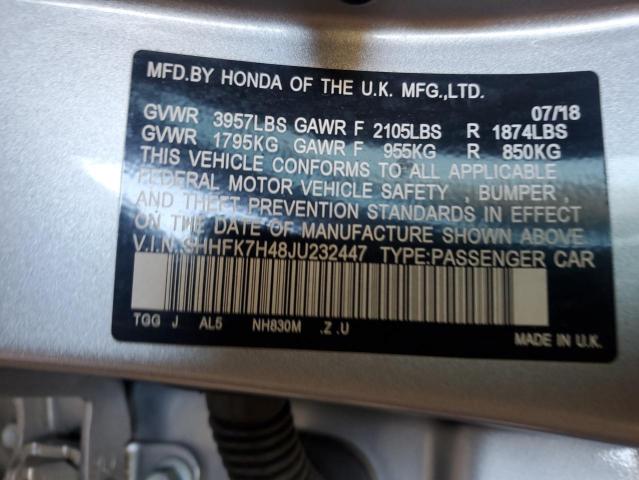 MFD.BY HONDA OF THE U.K. MFG.,LTD.
07/18
GVWR 3957LBS GAWR F 2105LBS R 1874LBS
GVWR 1795KG GAWR F 955KG R 850KG
THIS VEHICLE CONFORMS TO ALL APPLICABLE
FEDERAL MOTOR VEHICLE SAFETY , BUMPER ,
AND THEFT PREVENTION STANDARDS IN EFFECT
ON THE DATE OF MANUFACTURE SHOWN ABOVE.
V.I.N.SHHFK7H48JU232447 TYPE:PASSENGER CAR
TGG J AL5 NH830M .Z .U
MADE IN U.K.